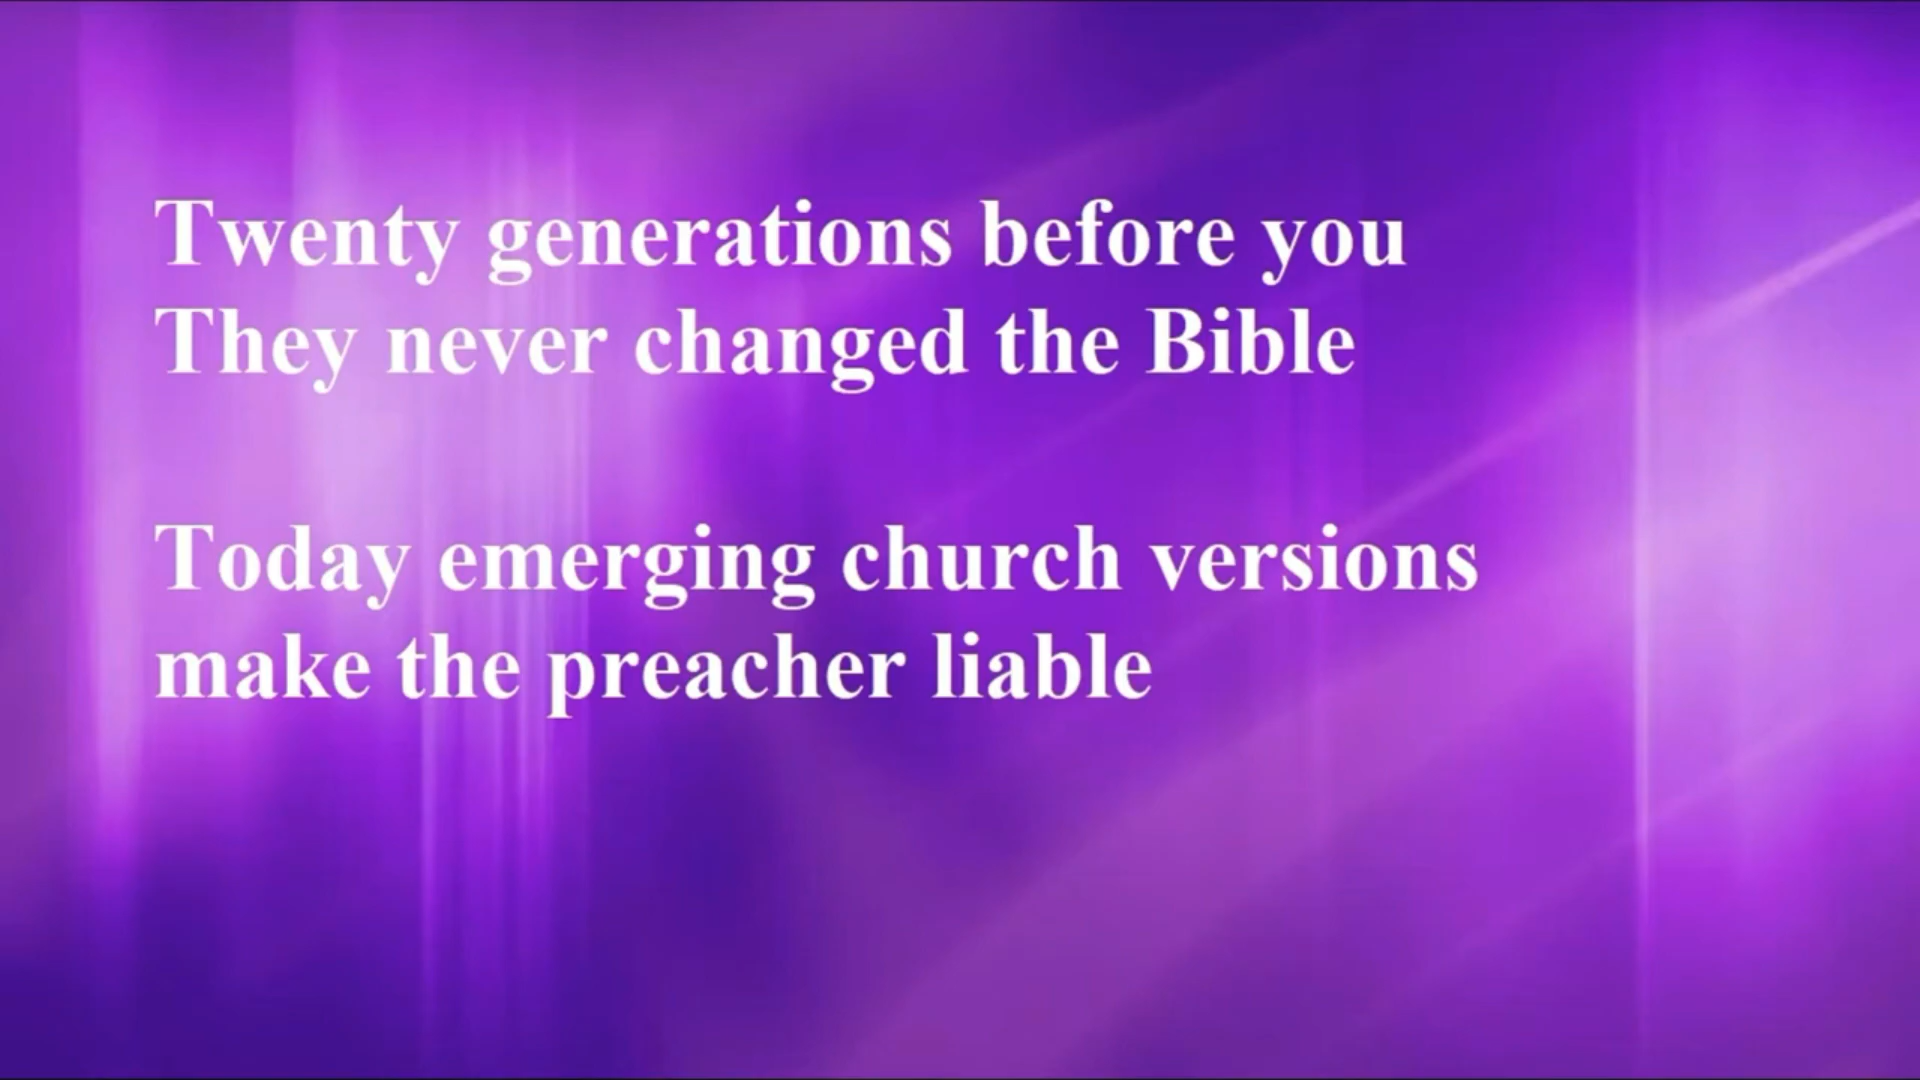 Twenty generations before you
They never changed the Bible
Today emerging church versions
make the preacher liable